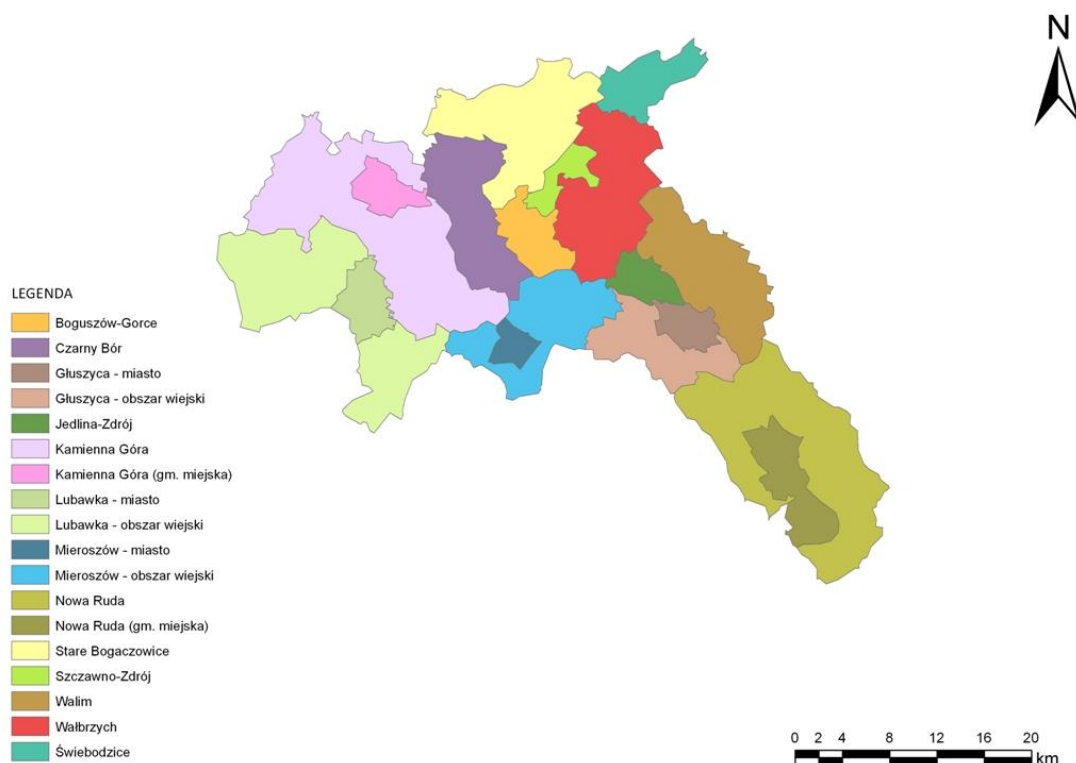 N
LEGENDA
Boguszów-Gorce
Czarny Bór
Głuszyca - miasto
Głuszyca - obszar wiejski
Jedlina-Zdrój
Kamienna Góra
Kamienna Góra (gm. miejska)
Lubawka - miasto
Lubawka - obszar wiejski
Mieroszów - miasto
Mieroszów - obszar wiejski
Nowa Ruda
Nowa Ruda (gm. miejska)
Stare Bogaczowice
Szczawno-Zdrój
Walim
Wałbrzych
Świebodzice
0 2 4 8 12 16 20
km